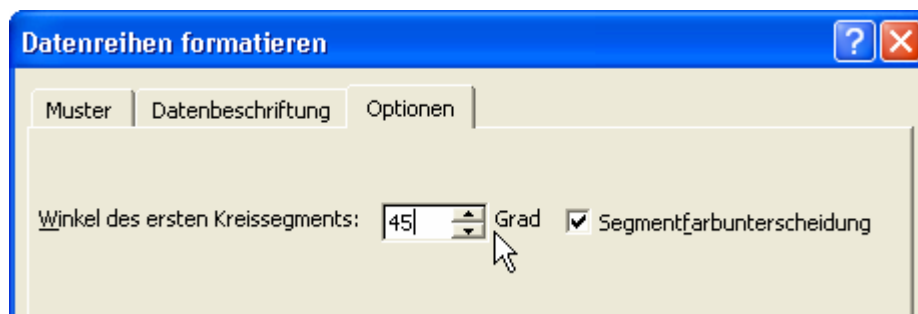 Datenreihen formatieren
Muster Datenbeschriftung Optionen
Winkel des ersten Kreissegments: 45 Grad Segmentfarbunterscheidung